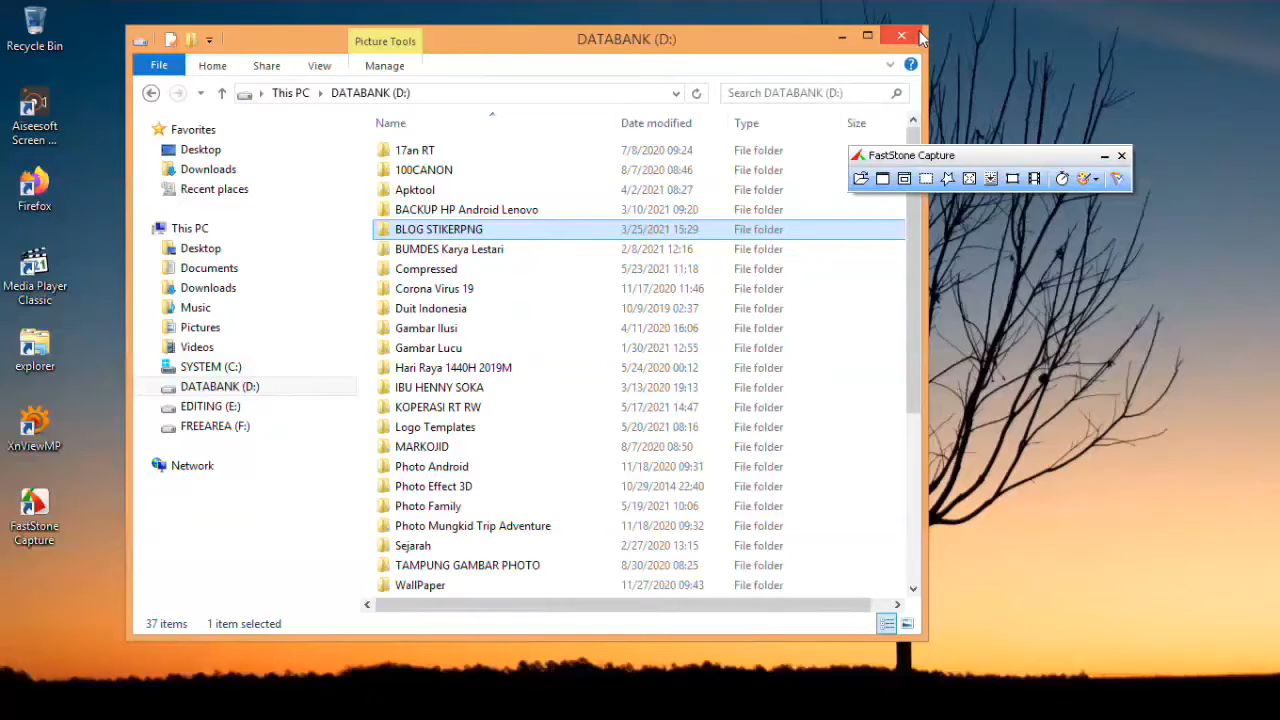 Recycle Bin
Aiseesoft
Screen ...
Firefox
Media Player
Classic
explorer
XnViewMP
FastStone
Capture
Picture Tools
DATABANK (D:)
File
Home
Share
View
Manage
This PC
DATABANK (D:)
Search DATABANK (D:)
Favorites
Desktop
Downloads
Recent places
This PC
Desktop
Documents
Downloads
Music
Pictures
Videos
SYSTEM (C:)
DATABANK (D:)
EDITING (E:)
FREEAREA (F:)
Network
Name Date modified Type Size
17an RT 7/8/2020 09:24 File folder
100CANON 8/7/2020 08:46 File folder
Apktool 4/2/2021 08:27 File folder
BACKUP HP Android Lenovo 3/10/2021 09:20 File folder
BLOG STIKERPNG 3/25/2021 15:29 File folder
BUMDES Karya Lestari 2/8/2021 12:16 File folder
Compressed 5/23/2021 11:18 File folder
Corona Virus 19 11/17/2020 11:46 File folder
Duit Indonesia 10/9/2019 02:37 File folder
Gambar Ilusi 4/11/2020 16:06 File folder
Gambar Lucu 1/30/2021 12:55 File folder
Hari Raya 1440H 2019M 5/24/2020 00:12 File folder
IBU HENNY SOKA 3/13/2020 19:13 File folder
KOPERASI RT RW 5/17/2021 14:47 File folder
Logo Templates 5/20/2021 08:16 File folder
MARKOJID 8/7/2020 08:50 File folder
Photo Android 11/18/2020 09:31 File folder
Photo Effect 3D 10/29/2014 22:40 File folder
Photo Family 5/19/2021 10:06 File folder
Photo Mungkid Trip Adventure 11/18/2020 09:32 File folder
Sejarah 2/27/2020 13:15 File folder
TAMPUNG GAMBAR PHOTO 8/30/2020 08:25 File folder
WallPaper 11/27/2020 09:43 File folder
37 items 1 item selected
FastStone Capture